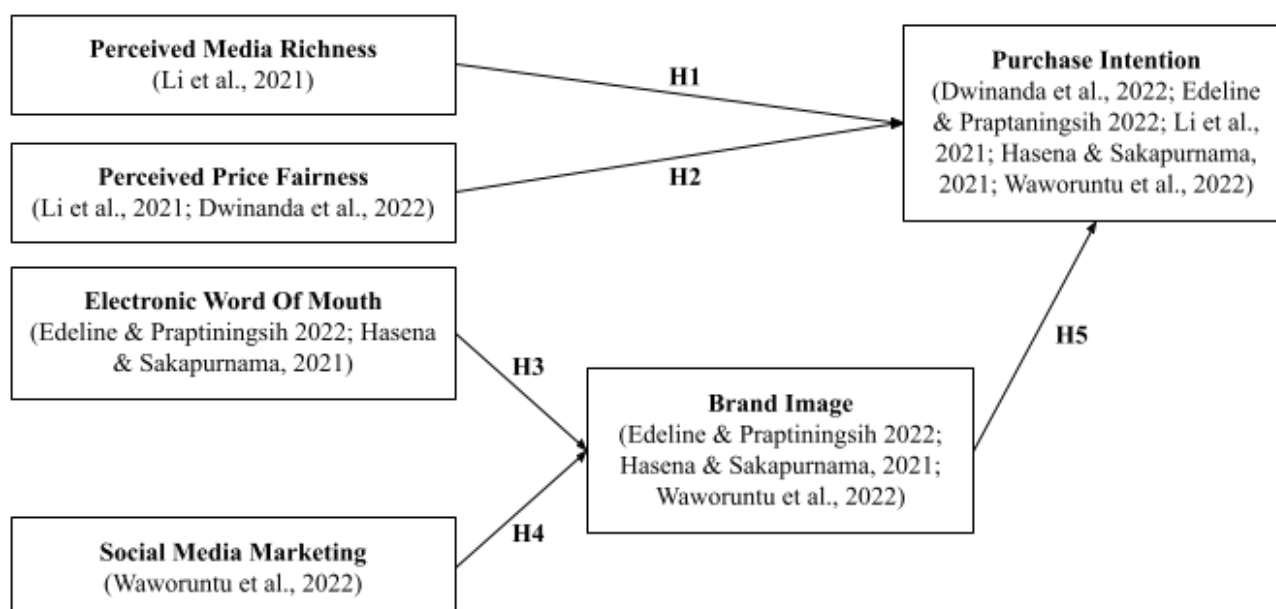 Perceived Media Richness
(Li et al., 2021)
H1
Purchase Intention
(Dwinanda et al., 2022; Edeline
& Praptaningsih 2022; Li et al.,
2021; Hasena & Sakapurnama,
2021; Waworuntu et al., 2022)
Perceived Price Fairness
(Li et al., 2021; Dwinanda et al., 2022)
H2
Electronic Word Of Mouth
(Edeline & Praptiningsih 2022; Hasena
& Sakapurnama, 2021)
H3
H5
Brand Image
(Edeline & Praptiningsih 2022;
Hasena & Sakapurnama, 2021;
Waworuntu et al., 2022)
H4
Social Media Marketing
(Waworuntu et al., 2022)